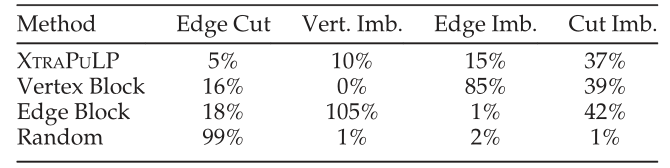 Method Edge Cut Vert. Imb. Edge Imb. Cut Imb.
XTRAPULP 5% 10% 15% 37%
Vertex Block 16% 0% 85% 39%
Edge Block 18% 105% 1% 42%
Random 99% 1% 2% 1%